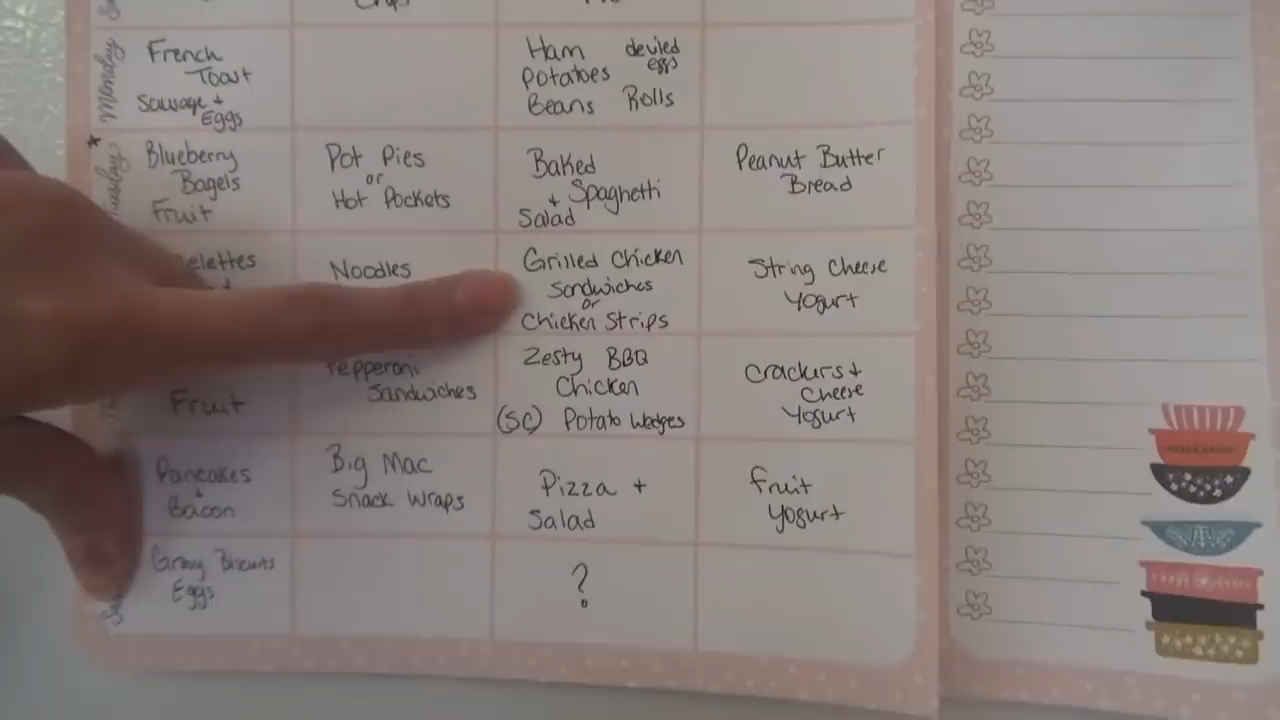 Monday
French
Toast
Sausage +
Eggs
Ham deviled
eggs
Potatoes
Beans Rolls
Blueberry
Bagels
Fruit
Pot Pies
or
Hot Pockets
Baked
+ Spaghetti
Salad
Peanut Butter
Bread
elettes
Noodles
Grilled Chicken
Sandwiches
or
Chicken Strips
String Cheese
Yogurt
Fruit
Pepperoni
Sandwiches
Zesty BBQ
Chicken
(SC) Potato Wedges
Crackers +
Cheese
Yogurt
Pancakes
+
Bacon
Big Mac
Snack Wraps
Pizza +
Salad
fruit
Yogurt
Gravy Biscuits
Eggs
?